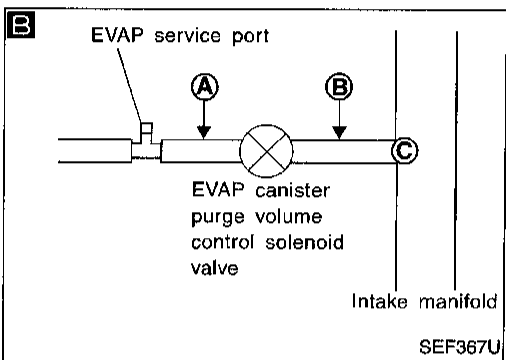 B
EVAP service port
A
B
C
EVAP canister
purge volume
control solenoid
valve
Intake manifold
SEF367U